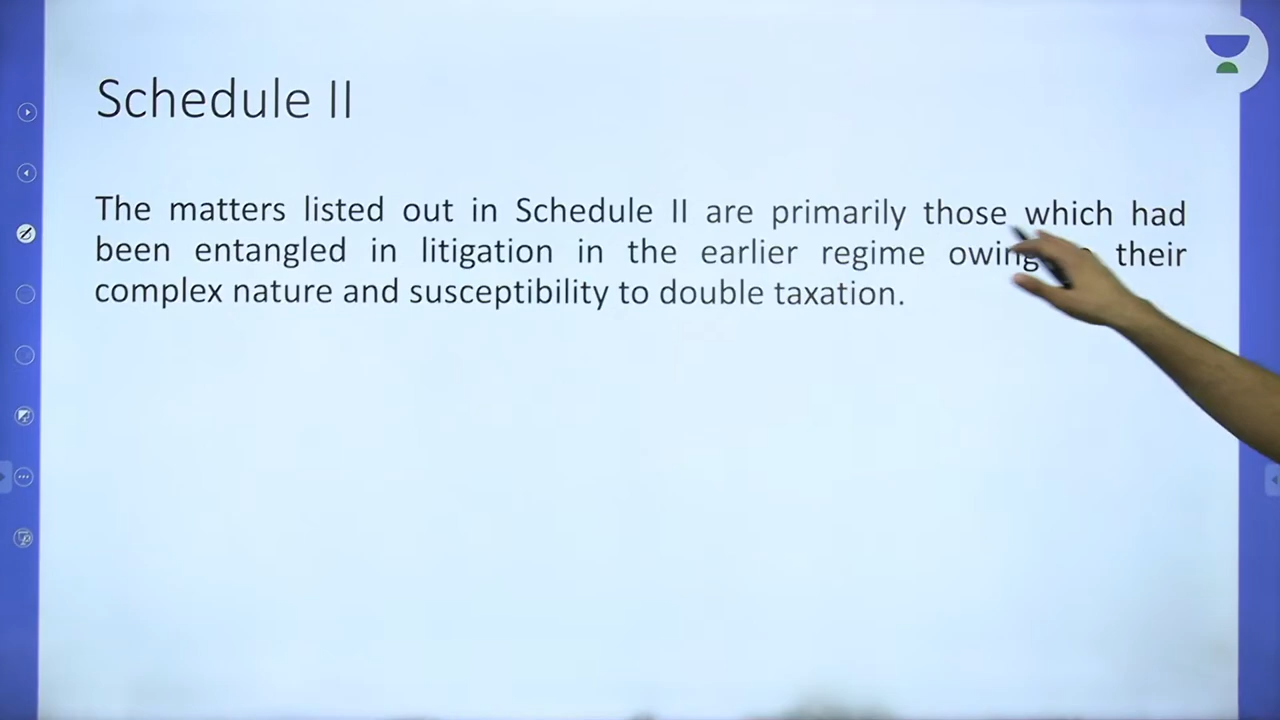 Schedule II
The matters listed out in Schedule II are primarily those which had
been entangled in litigation in the earlier regime owing their
complex nature and susceptibility to double taxation.